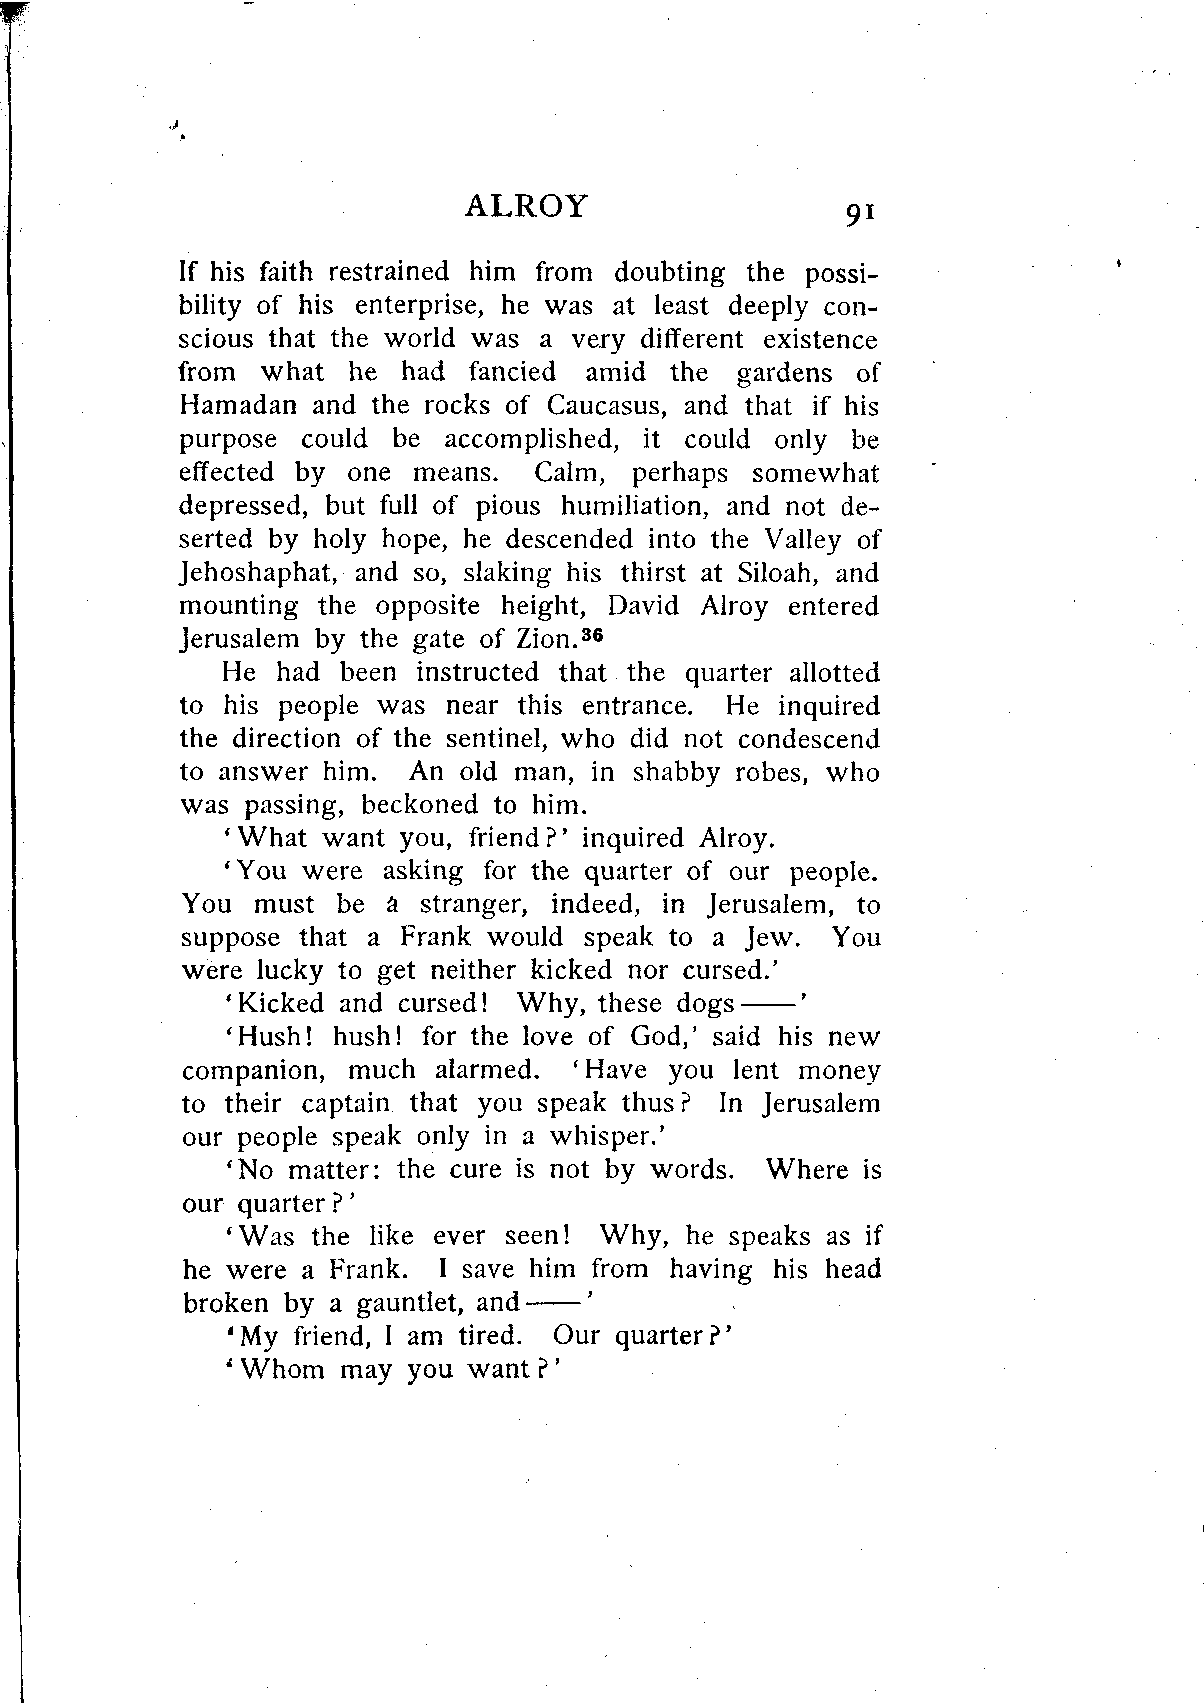 ALROY 91
If his faith restrained him from doubting the possi-
bility of his enterprise, he was at least deeply con-
scious that the world was a very different existence
from what he had fancied amid the gardens of
Hamadan and the rocks of Caucasus, and that if his
purpose could be accomplished, it could only be
effected by one means. Calm, perhaps somewhat
depressed, but full of pious humiliation, and not de-
serted by holy hope, he descended into the Valley of
Jehoshaphat, and so, slaking his thirst at Siloah, and
mounting the opposite height, David Alroy entered
Jerusalem by the gate of Zion.³⁶
He had been instructed that the quarter allotted
to his people was near this entrance. He inquired
the direction of the sentinel, who did not condescend
to answer him. An old man, in shabby robes, who
was passing, beckoned to him.
‘What want you, friend?’ inquired Alroy.
‘You were asking for the quarter of our people.
You must be a stranger, indeed, in Jerusalem, to
suppose that a Frank would speak to a Jew. You
were lucky to get neither kicked nor cursed.’
‘Kicked and cursed! Why, these dogs——’
‘Hush! hush! for the love of God,’ said his new
companion, much alarmed. ‘Have you lent money
to their captain that you speak thus? In Jerusalem
our people speak only in a whisper.’
‘No matter: the cure is not by words. Where is
our quarter?’
‘Was the like ever seen! Why, he speaks as if
he were a Frank. I save him from having his head
broken by a gauntlet, and——’
‘My friend, I am tired. Our quarter?’
‘Whom may you want?’